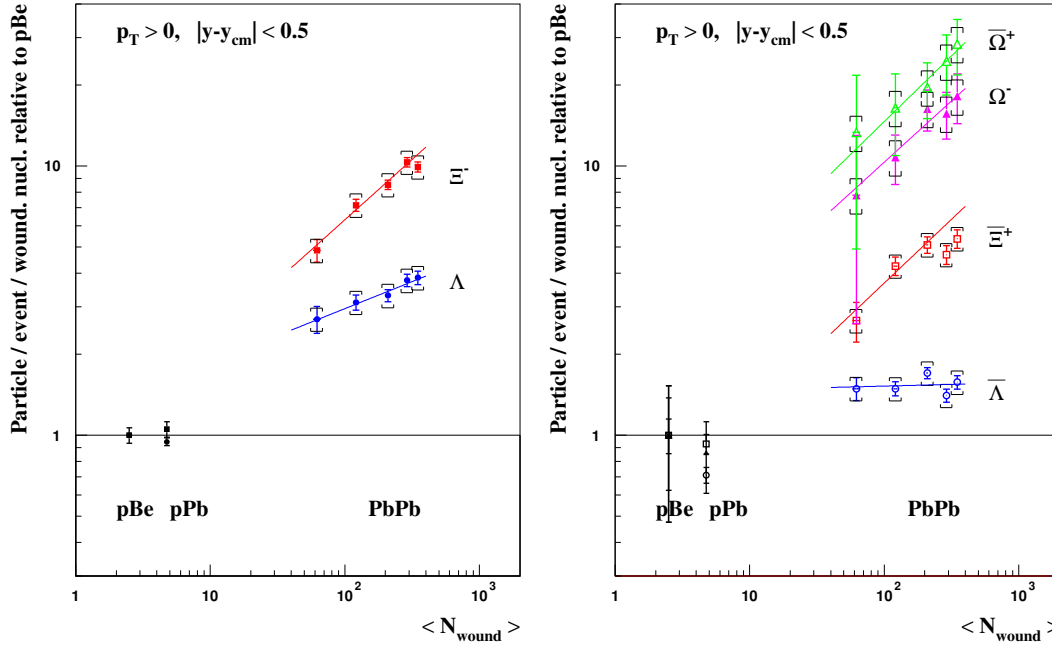 Particle / event / wound. nucl. relative to pBe
p_T > 0, |y-y_cm| < 0.5
10
1
Ξ⁻
Λ
pBe pPb PbPb
1 10 10² 10³
< N_wound >
Particle / event / wound. nucl. relative to pBe
p_T > 0, |y-y_cm| < 0.5
10
1
Ω̅⁺
Ω⁻
Ξ̅⁺
Λ̅
pBe pPb PbPb
1 10 10² 10³
< N_wound >